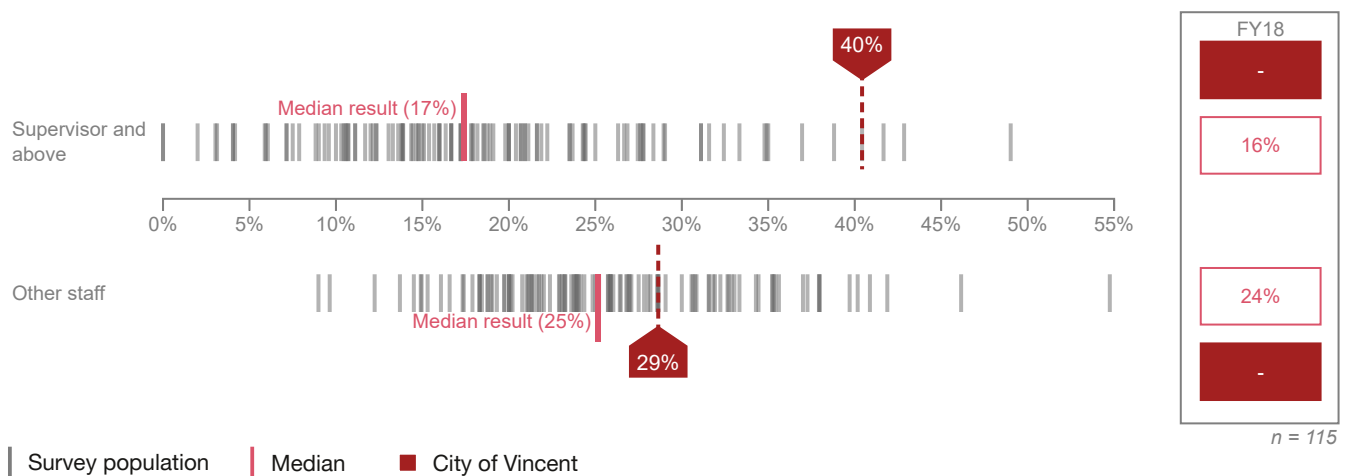 FY18
40%
-
Median result (17%)
Supervisor and
above
16%
0% 5% 10% 15% 20% 25% 30% 35% 40% 45% 50% 55%
Other staff
24%
Median result (25%)
29%
-
n = 115
Survey population Median City of Vincent